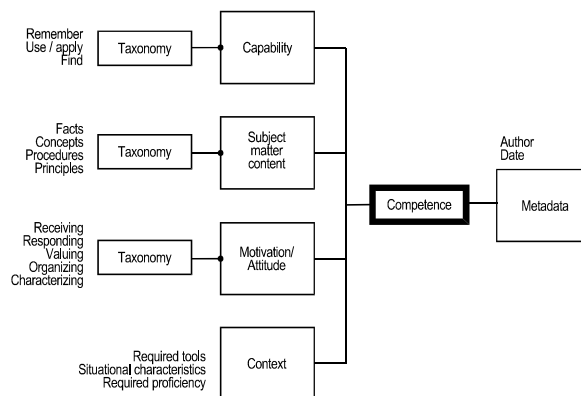 Remember
Use / apply
Find
Taxonomy
Capability
Facts
Concepts
Procedures
Principles
Taxonomy
Subject
matter
content
Author
Date
Competence
Metadata
Receiving
Responding
Valuing
Organizing
Characterizing
Taxonomy
Motivation/
Attitude
Required tools
Situational characteristics
Required proficiency
Context